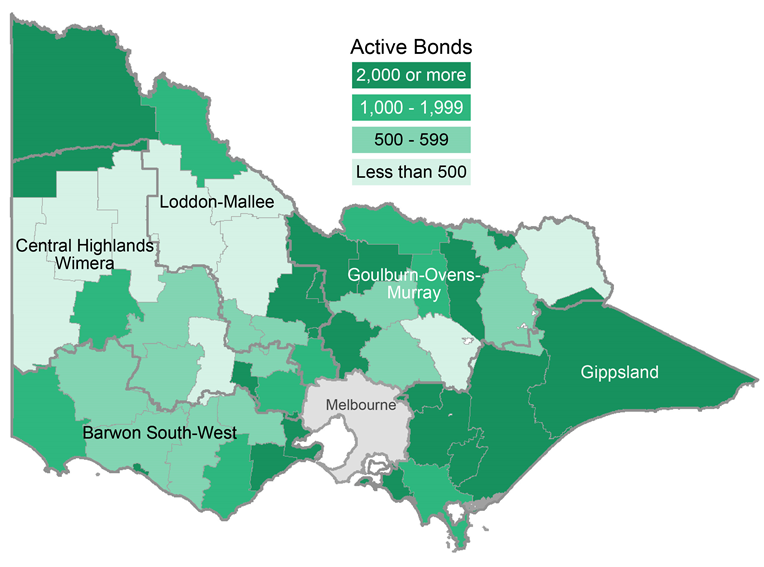 Active Bonds
2,000 or more
1,000 - 1,999
500 - 599
Less than 500
Loddon-Mallee
Central Highlands
Wimera
Goulburn-Ovens-
Murray
Gippsland
Melbourne
Barwon South-West